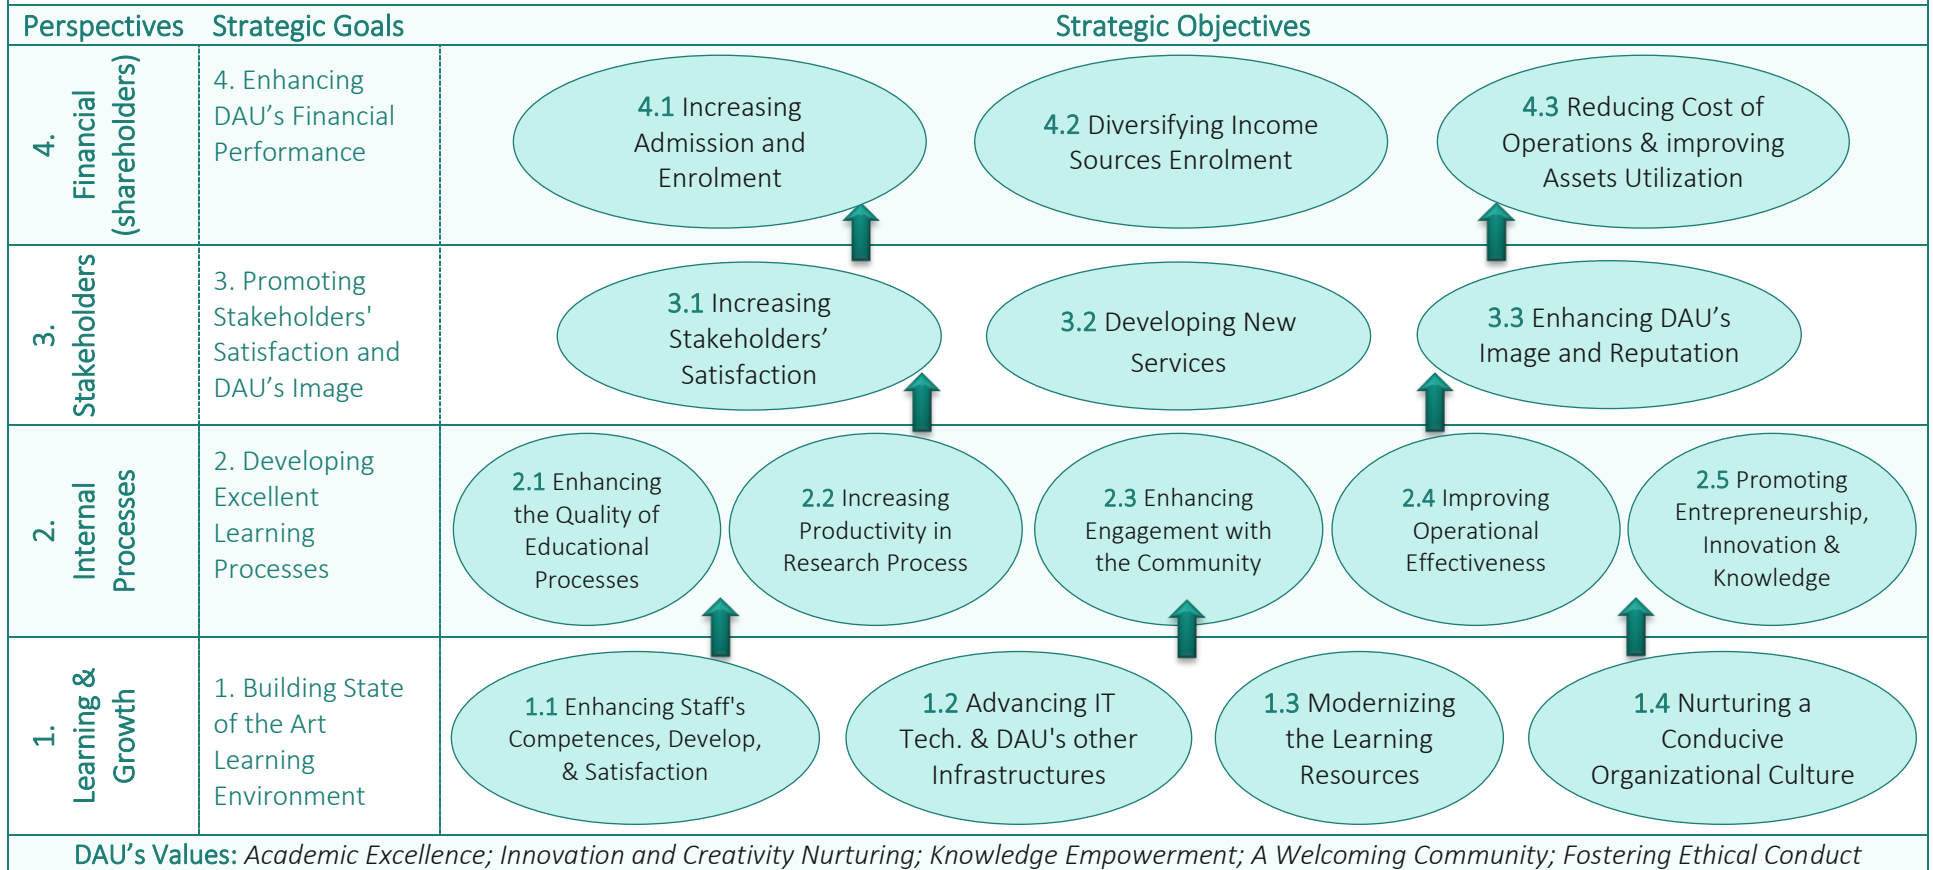 Perspectives
Strategic Goals
Strategic Objectives
4.
Financial
(shareholders)
4. Enhancing
DAU’s Financial
Performance
4.1 Increasing
Admission and
Enrolment
4.2 Diversifying Income
Sources Enrolment
4.3 Reducing Cost of
Operations & improving
Assets Utilization
3.
Stakeholders
3. Promoting
Stakeholders'
Satisfaction and
DAU’s Image
3.1 Increasing
Stakeholders’
Satisfaction
3.2 Developing New
Services
3.3 Enhancing DAU’s
Image and Reputation
2.
Internal
Processes
2. Developing
Excellent
Learning
Processes
2.1 Enhancing
the Quality of
Educational
Processes
2.2 Increasing
Productivity in
Research Process
2.3 Enhancing
Engagement with
the Community
2.4 Improving
Operational
Effectiveness
2.5 Promoting
Entrepreneurship,
Innovation &
Knowledge
1.
Learning &
Growth
1. Building State
of the Art
Learning
Environment
1.1 Enhancing Staff's
Competences, Develop,
& Satisfaction
1.2 Advancing IT
Tech. & DAU's other
Infrastructures
1.3 Modernizing
the Learning
Resources
1.4 Nurturing a
Conducive
Organizational Culture
DAU’s Values: Academic Excellence; Innovation and Creativity Nurturing; Knowledge Empowerment; A Welcoming Community; Fostering Ethical Conduct